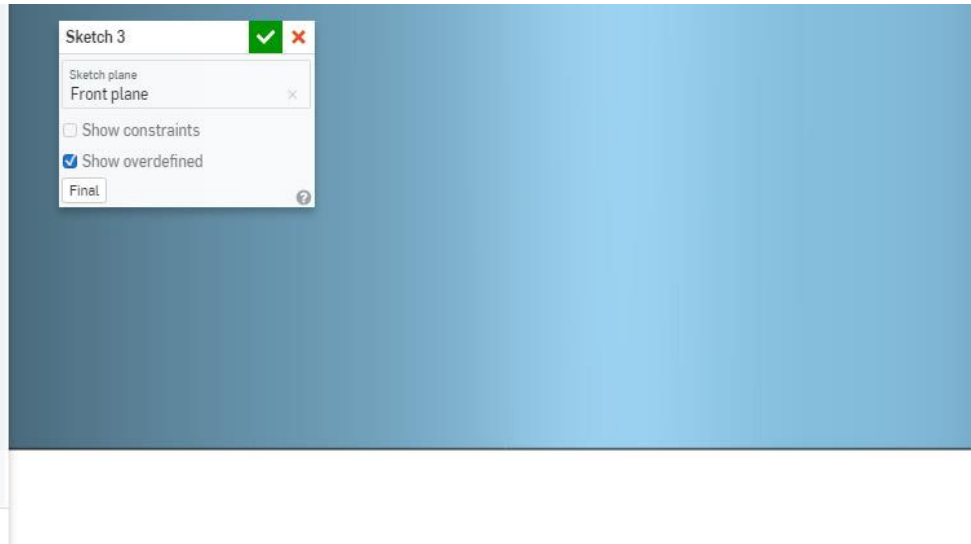 Sketch 3
Sketch plane
Front plane
Show constraints
Show overdefined
Final